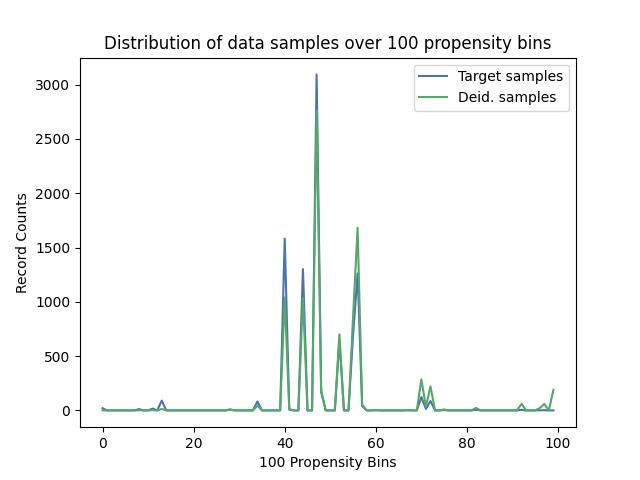 Distribution of data samples over 100 propensity bins
Target samples
Deid. samples
Record Counts
3000
2500
2000
1500
1000
500
0
0 20 40 60 80 100
100 Propensity Bins